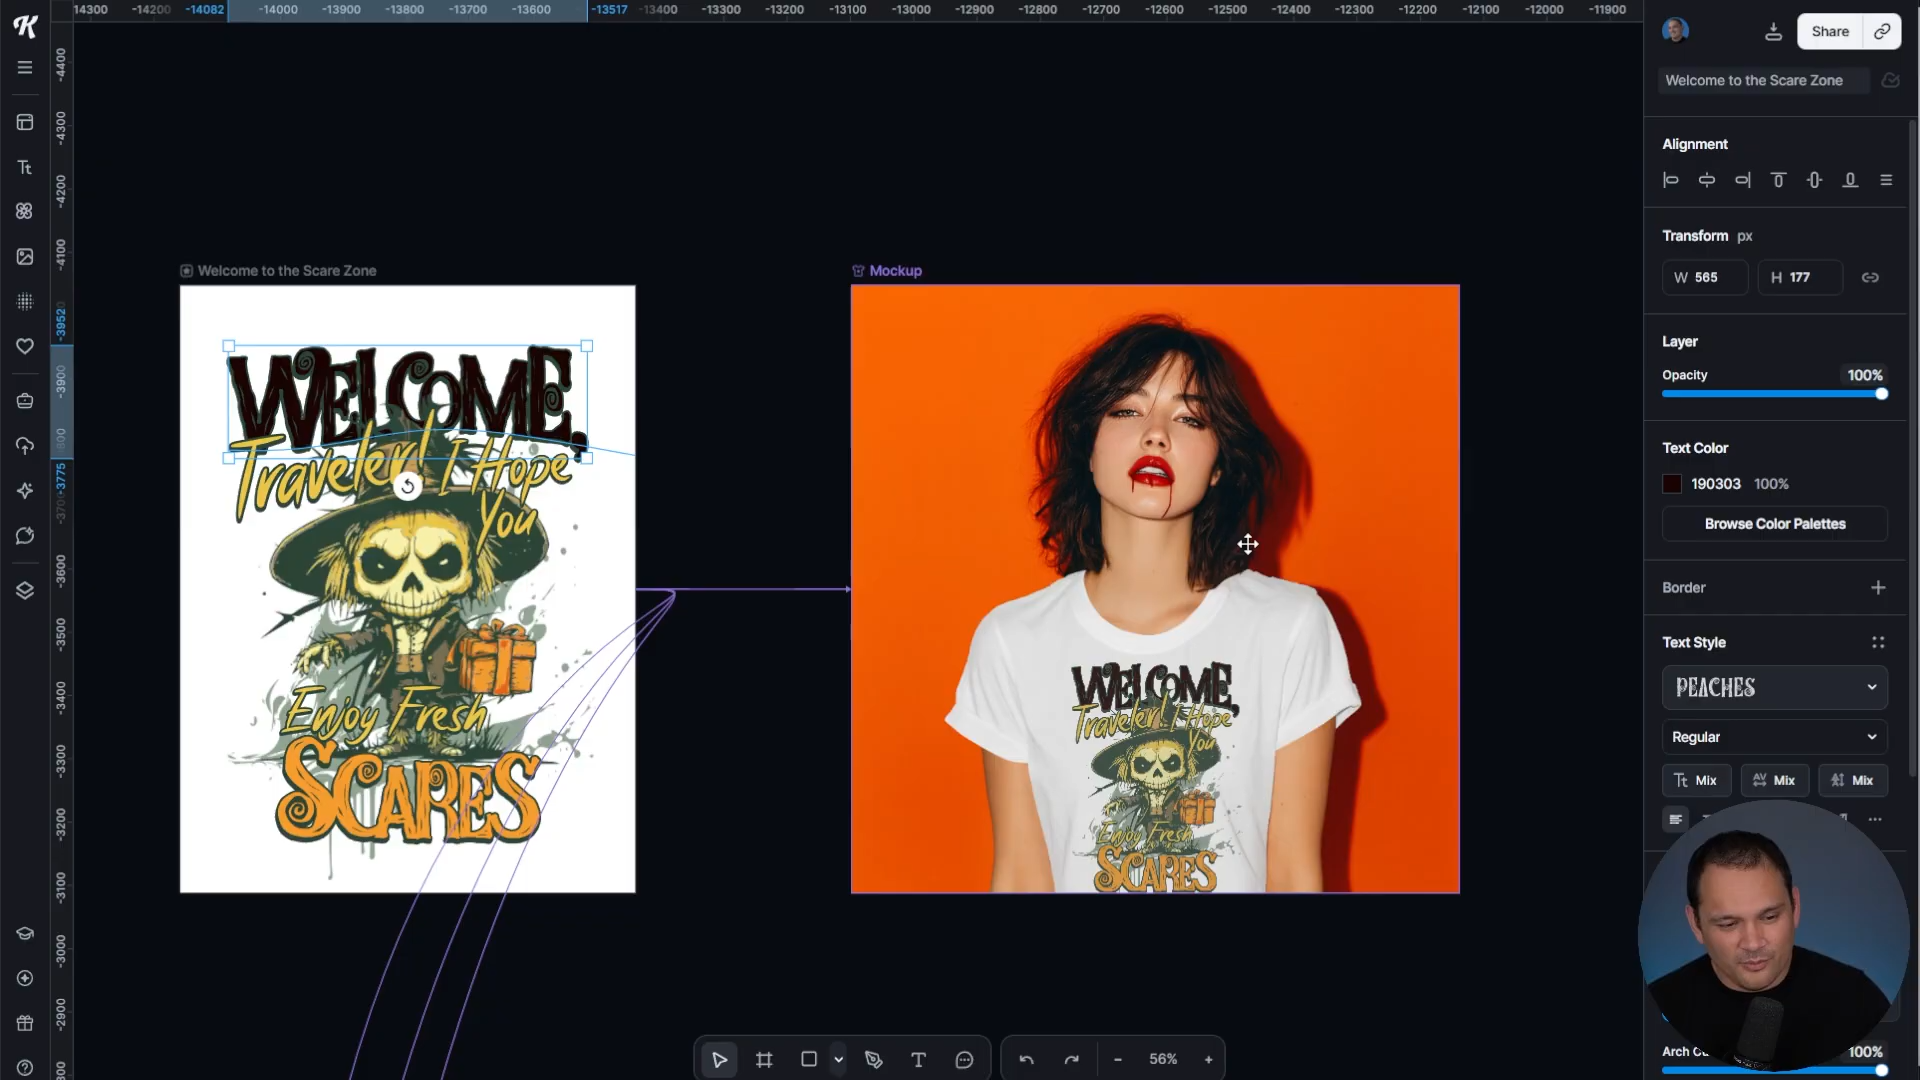 -14300 -14200 -14082 -14000 -13900 -13800 -13700 -13600 -13517 -13400 -13300 -13200 -13100 -13000 -12900 -12800 -12700 -12600 -12500 -12400 -12300 -12200 -12100 -12000 -11900
-4400
-4300
-4200
-4100
-3952
-3900
-3775
-3600
-3500
-3400
-3300
-3200
-3100
-3000
-2900
Share
Welcome to the Scare Zone
Alignment
Transform px
W 565 H 177
Layer
Opacity 100%
Text Color
190303 100%
Browse Color Palettes
Border
Text Style
PEACHES
Regular
Tt Mix AV Mix Mix
100%
Welcome to the Scare Zone
WELCOME,
Traveler! I Hope
You
Enjoy Fresh
SCARES
Mockup
WELCOME,
Traveler! I Hope
You
Enjoy Fresh
SCARES
56%